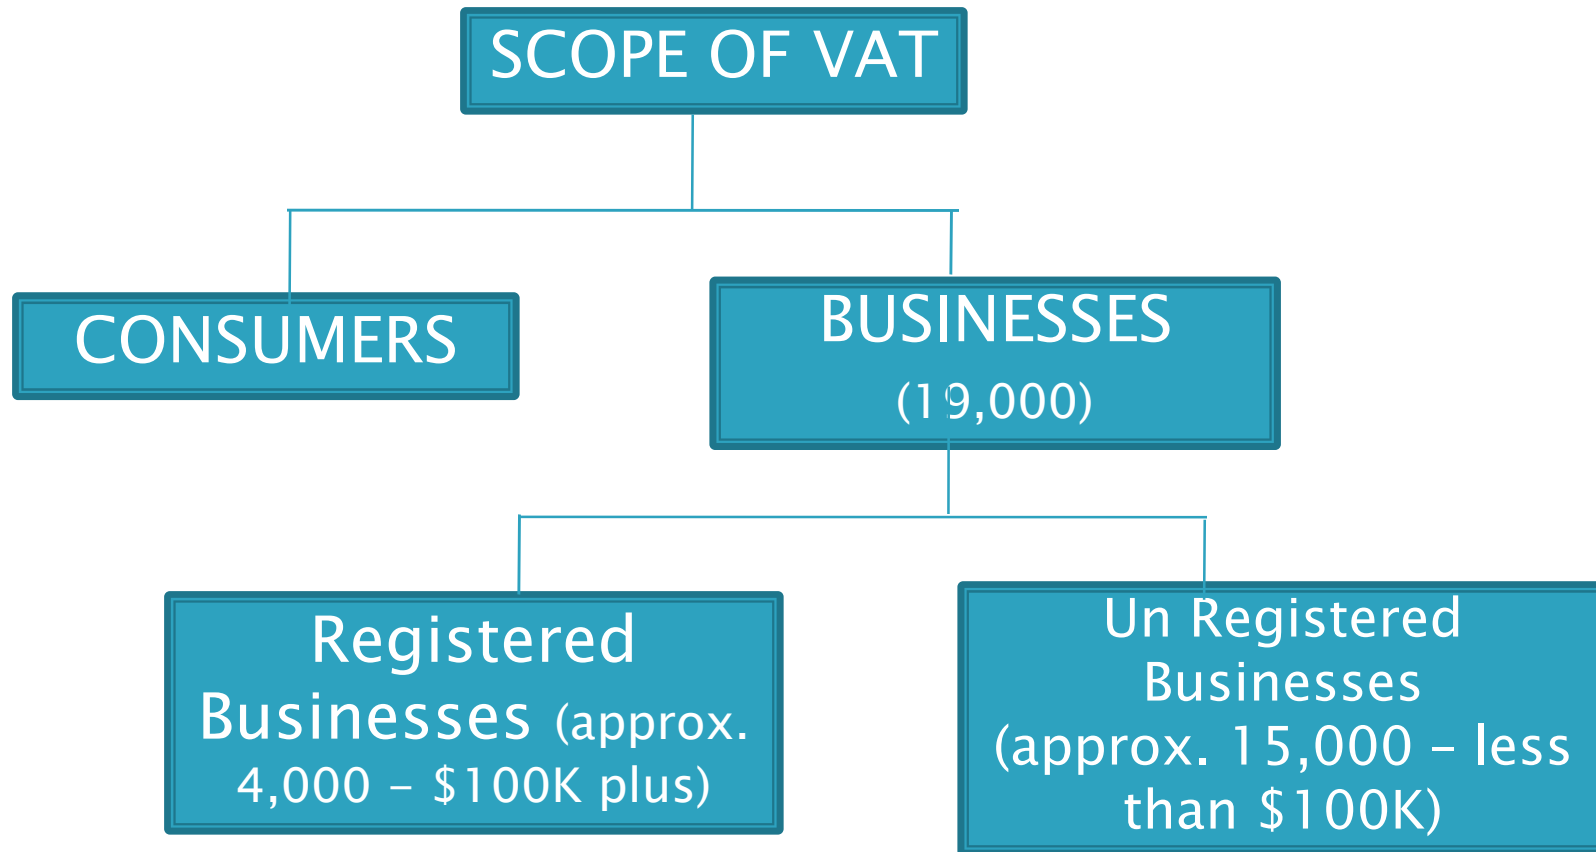 SCOPE OF VAT
CONSUMERS
BUSINESSES
(19,000)
Registered
Businesses (approx.
4,000 – $100K plus)
Un Registered
Businesses
(approx. 15,000 – less
than $100K)